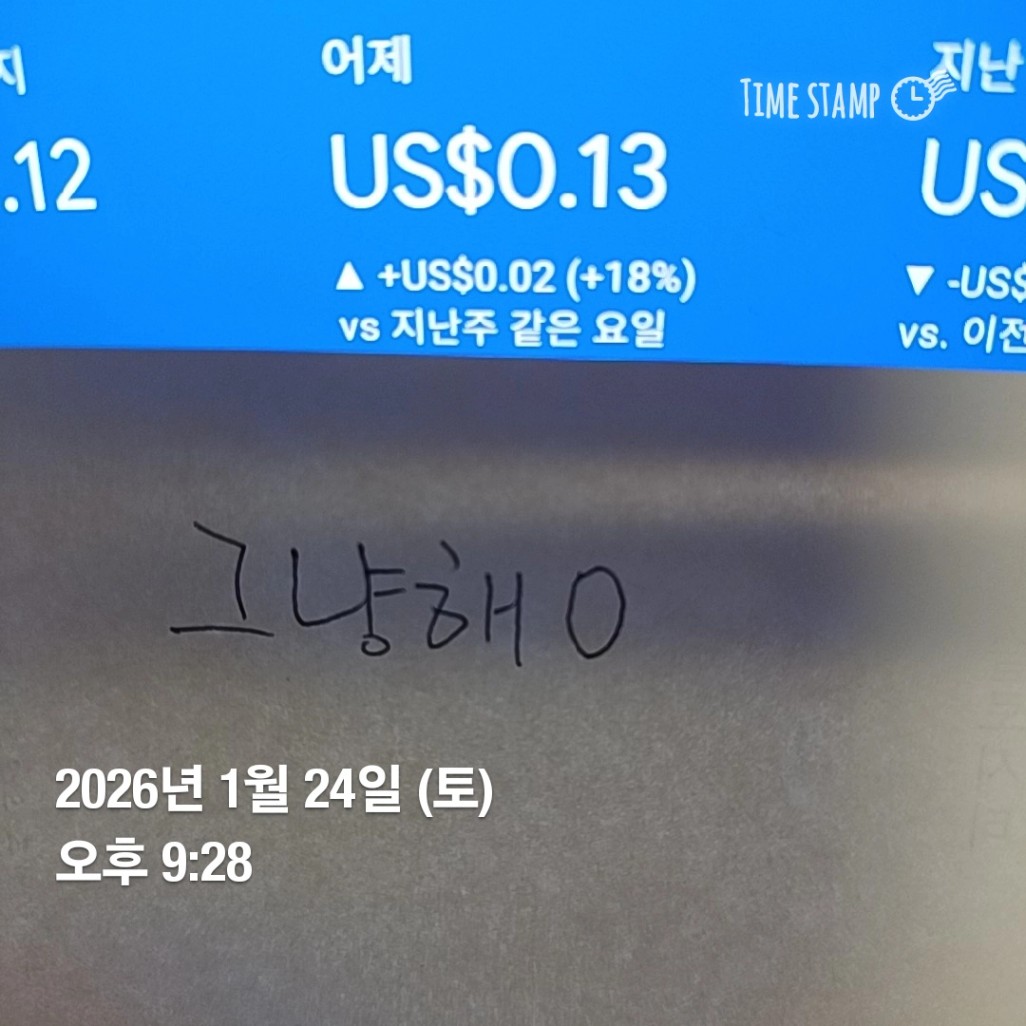 지
어제
지난
TIME STAMP
.12
US$0.13
US
▲ +US$0.02 (+18%)
▼ -US$
vs 지난주 같은 요일
vs. 이전
그냥해 0
2026년 1월 24일 (토)
오후 9:28